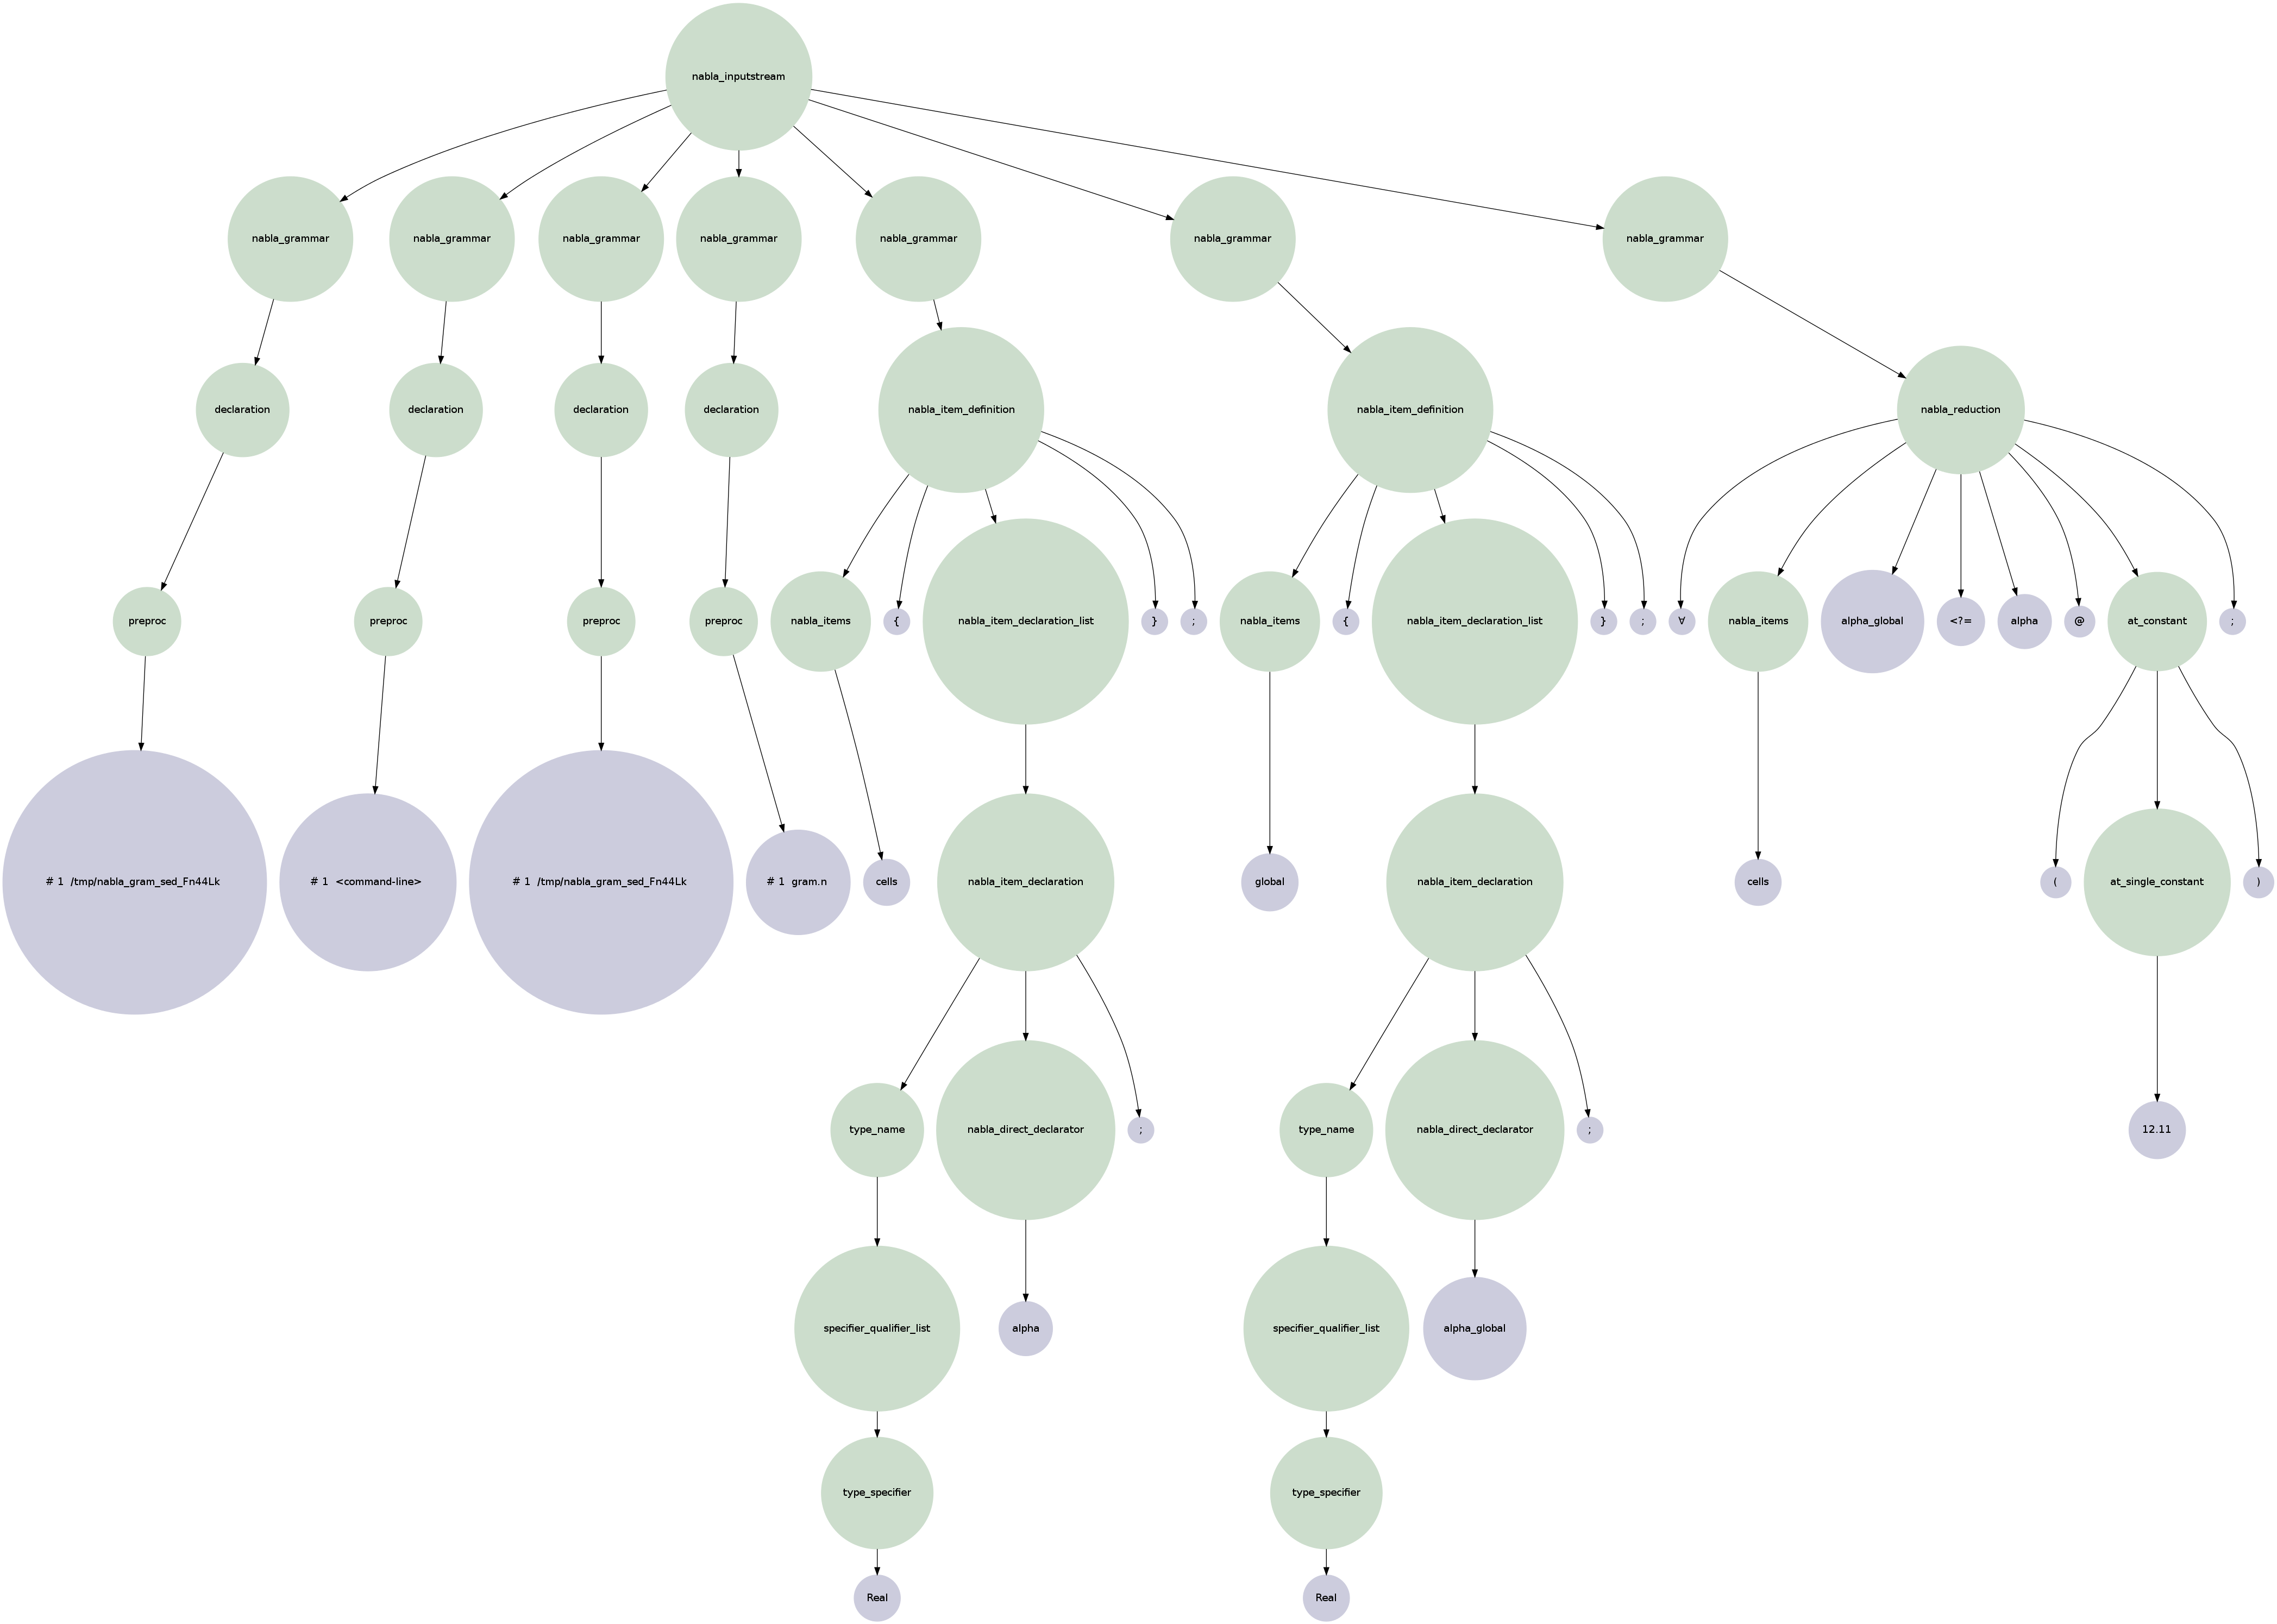 nabla_inputstream
nabla_grammar
nabla_grammar
nabla_grammar
nabla_grammar
nabla_grammar
nabla_grammar
nabla_grammar
declaration
declaration
declaration
declaration
nabla_item_definition
nabla_item_definition
nabla_reduction
preproc
preproc
preproc
preproc
nabla_items
{
nabla_item_declaration_list
}
;
nabla_items
{
nabla_item_declaration_list
}
;
∀
nabla_items
alpha_global
<?=
alpha
@
at_constant
;
# 1  /tmp/nabla_gram_sed_Fn44Lk
# 1  <command-line>
# 1  /tmp/nabla_gram_sed_Fn44Lk
# 1  gram.n
cells
nabla_item_declaration
global
nabla_item_declaration
cells
(
at_single_constant
)
type_name
nabla_direct_declarator
;
type_name
nabla_direct_declarator
;
12.11
specifier_qualifier_list
alpha
specifier_qualifier_list
alpha_global
type_specifier
type_specifier
Real
Real